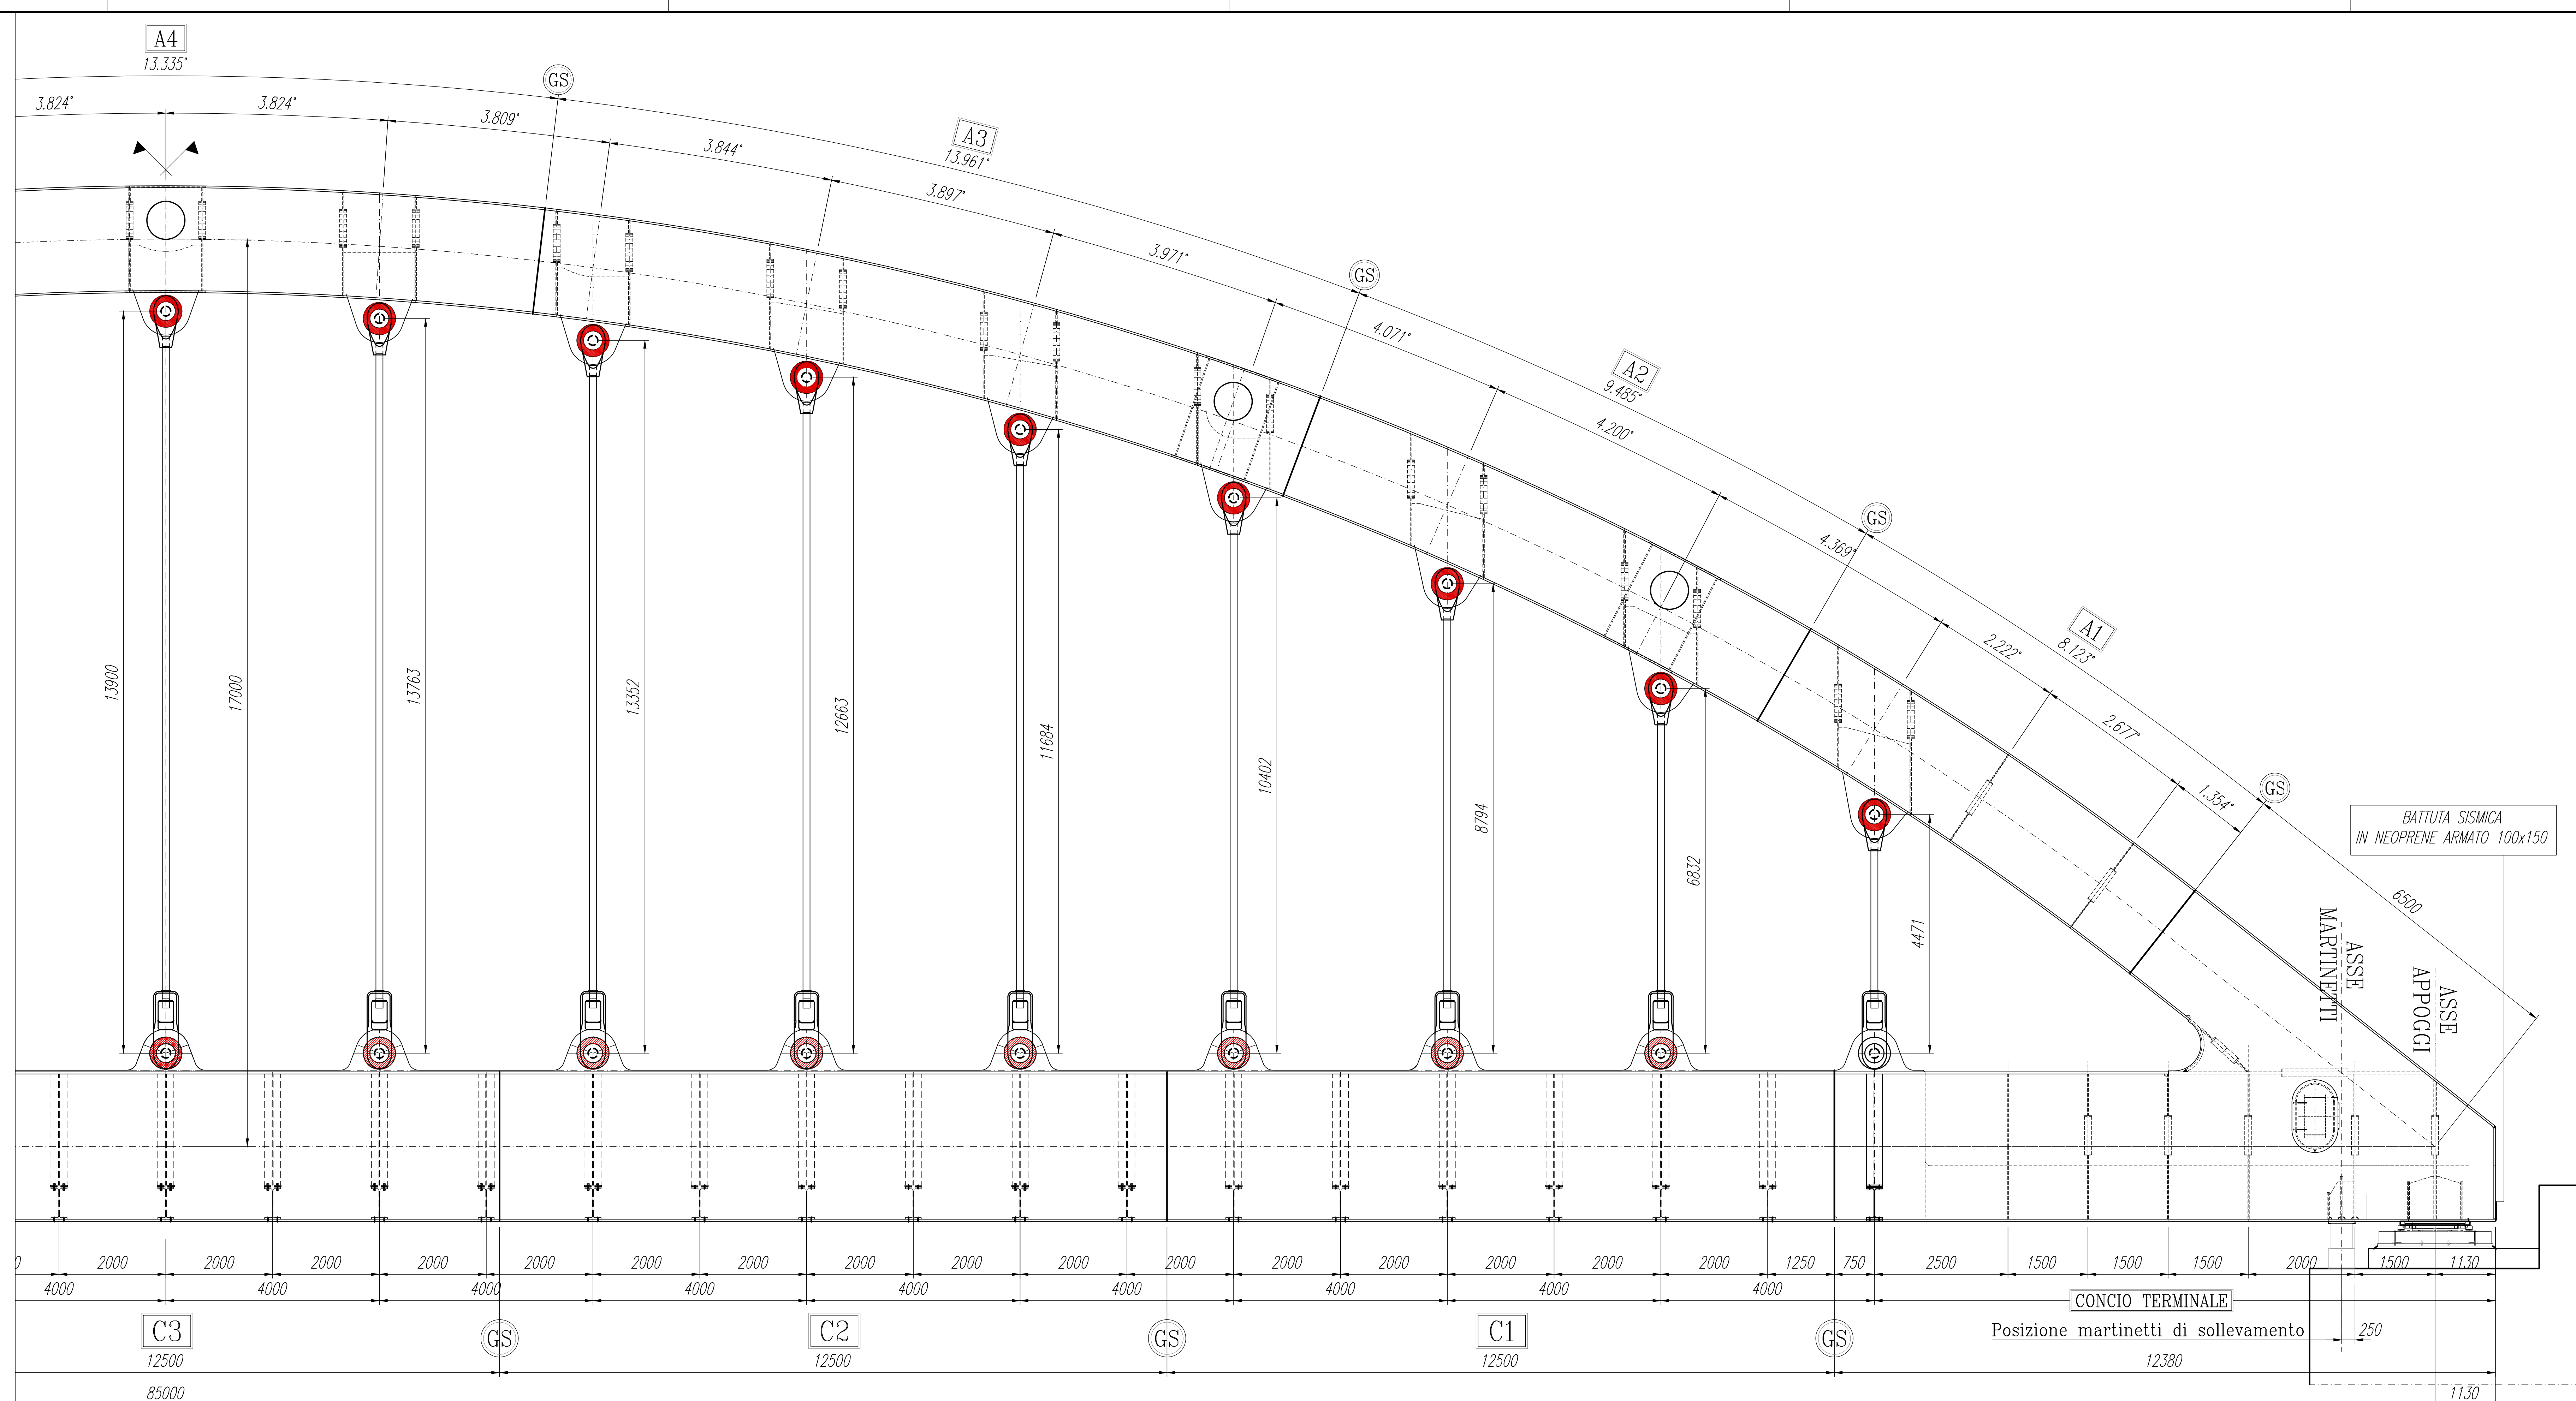 A4
13.335°
GS
3.824°
3.824°
3.809°
3.844°
A3
13.961°
3.897°
3.971°
GS
4.071°
A2
9.485°
4.200°
GS
4.369°
A1
8.123°
2.222°
2.677°
GS
1.354°
BATTUTA SISMICA
IN NEOPRENE ARMATO 100x150
6500
13900
17000
13763
13352
12663
11684
10402
8794
6832
4471
ASSE
MARTINETTI
ASSE
APPOGGI
0 2000 2000 2000 2000 2000 2000 2000 2000 2000 2000 2000 2000 2000 2000 2000 2000 1250 750 2500 1500 1500 1500 2000 1500 1130
4000 4000 4000 4000 4000 4000 4000 4000 4000
CONCIO TERMINALE
C3 GS C2 GS C1 GS
Posizione martinetti di sollevamento 250
12500 12500 12500 12380
85000 1130